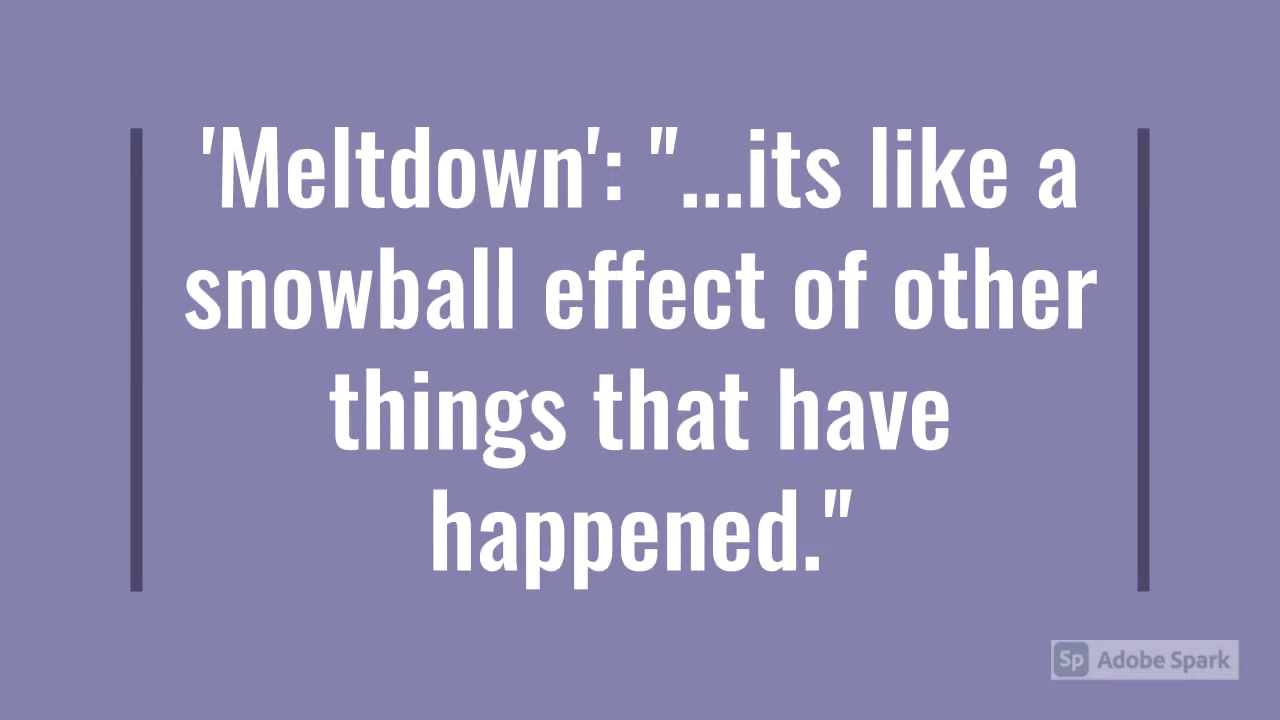 'Meltdown': "...its like a
snowball effect of other
things that have
happened."
Sp Adobe Spark